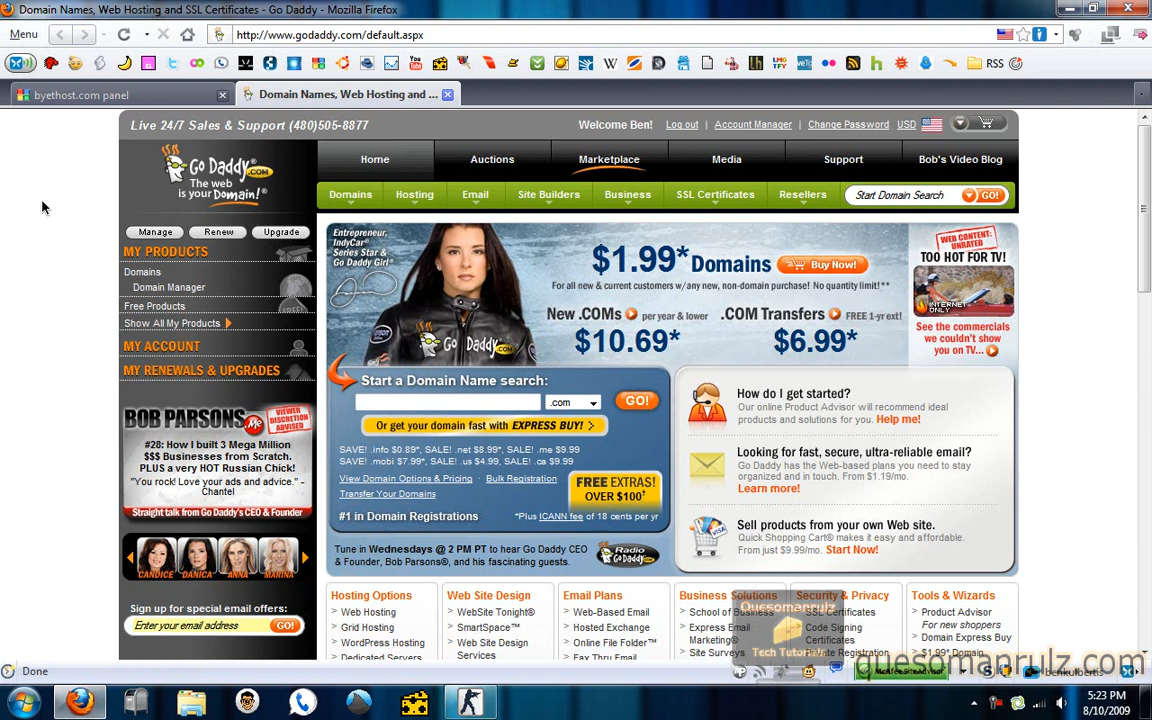 Domain Names, Web Hosting and SSL Certificates - Go Daddy - Mozilla Firefox
Menu
http://www.godaddy.com/default.aspx
RSS
byethost.com panel
Domain Names, Web Hosting and ...
Live 24/7 Sales & Support (480)505-8877
Welcome Ben! Log out | Account Manager | Change Password USD
Go Daddy.COM
The web
is your Domain!®
Home Auctions Marketplace Media Support Bob's Video Blog
Domains Hosting Email Site Builders Business SSL Certificates Resellers Start Domain Search GO!
Manage Renew Upgrade
MY PRODUCTS
Domains
Domain Manager
Free Products
Show All My Products
MY ACCOUNT
MY RENEWALS & UPGRADES
BOB PARSONS.Me
VIEWER
DISCRETION
ADVISED
#28: How I built 3 Mega Million
$$$ Businesses from Scratch.
PLUS a very HOT Russian Chick!
"You rock! Love your ads and advice." -
Chantel
Straight talk from Go Daddy's CEO & Founder
CANDICE DANICA ANNA MARINA
Sign up for special email offers:
Enter your email address GO!
Entrepreneur,
IndyCar®
Series Star &
Go Daddy Girl®
Go Daddy.COM
$1.99* Domains Buy Now!
For all new & current customers w/any new, non-domain purchase! No quantity limit!**
New .COMs per year & lower
$10.69*
.COM Transfers FREE 1-yr ext!
$6.99*
WEB CONTENT:
UNRATED
TOO HOT FOR TV!
INTERNET
ONLY
See the commercials
we couldn't show
you on TV...
Start a Domain Name search:
.com GO!
Or get your domain fast with EXPRESS BUY! >
SAVE! .info $0.89*, SALE! .net $8.99*, SALE! .me $9.99
SALE! .mobi $7.99*, SALE! .us $4.99, SALE! .ca $9.99
View Domain Options & Pricing · Bulk Registration
Transfer Your Domains
FREE EXTRAS!
OVER $100†
#1 in Domain Registrations
*Plus ICANN fee of 18 cents per yr
Tune in Wednesdays @ 2 PM PT to hear Go Daddy CEO
& Founder, Bob Parsons®, and his fascinating guests.
Radio
GoDaddy
How do I get started?
Our online Product Advisor will recommend ideal
products and solutions for you. Help me!
Looking for fast, secure, ultra-reliable email?
Go Daddy has the Web-based plans you need to stay
organized and in touch. From $1.19/mo.
Learn more!
Sell products from your own Web site.
Quick Shopping Cart® makes it easy and affordable.
From just $9.99/mo. Start Now!
Hosting Options
Web Hosting
Grid Hosting
WordPress Hosting
Dedicated Servers
Web Site Design
WebSite Tonight®
SmartSpace™
Web Site Design
Services
Email Plans
Web-Based Email
Hosted Exchange
Online File Folder™
Fax Thru Email
Business Solutions
School of Business
Express Email
Marketing®
Site Surveys
Security & Privacy
SSL Certificates
Code Signing
Certificates
Private Registration
Tools & Wizards
Product Advisor
For new shoppers
Domain Express Buy
$1.99* Domain
Quesomanrulz
Tech Tutorials
quesomanrulz.com
Done
McAfee SiteAdvisor
benkulbertis
5:23 PM
8/10/2009